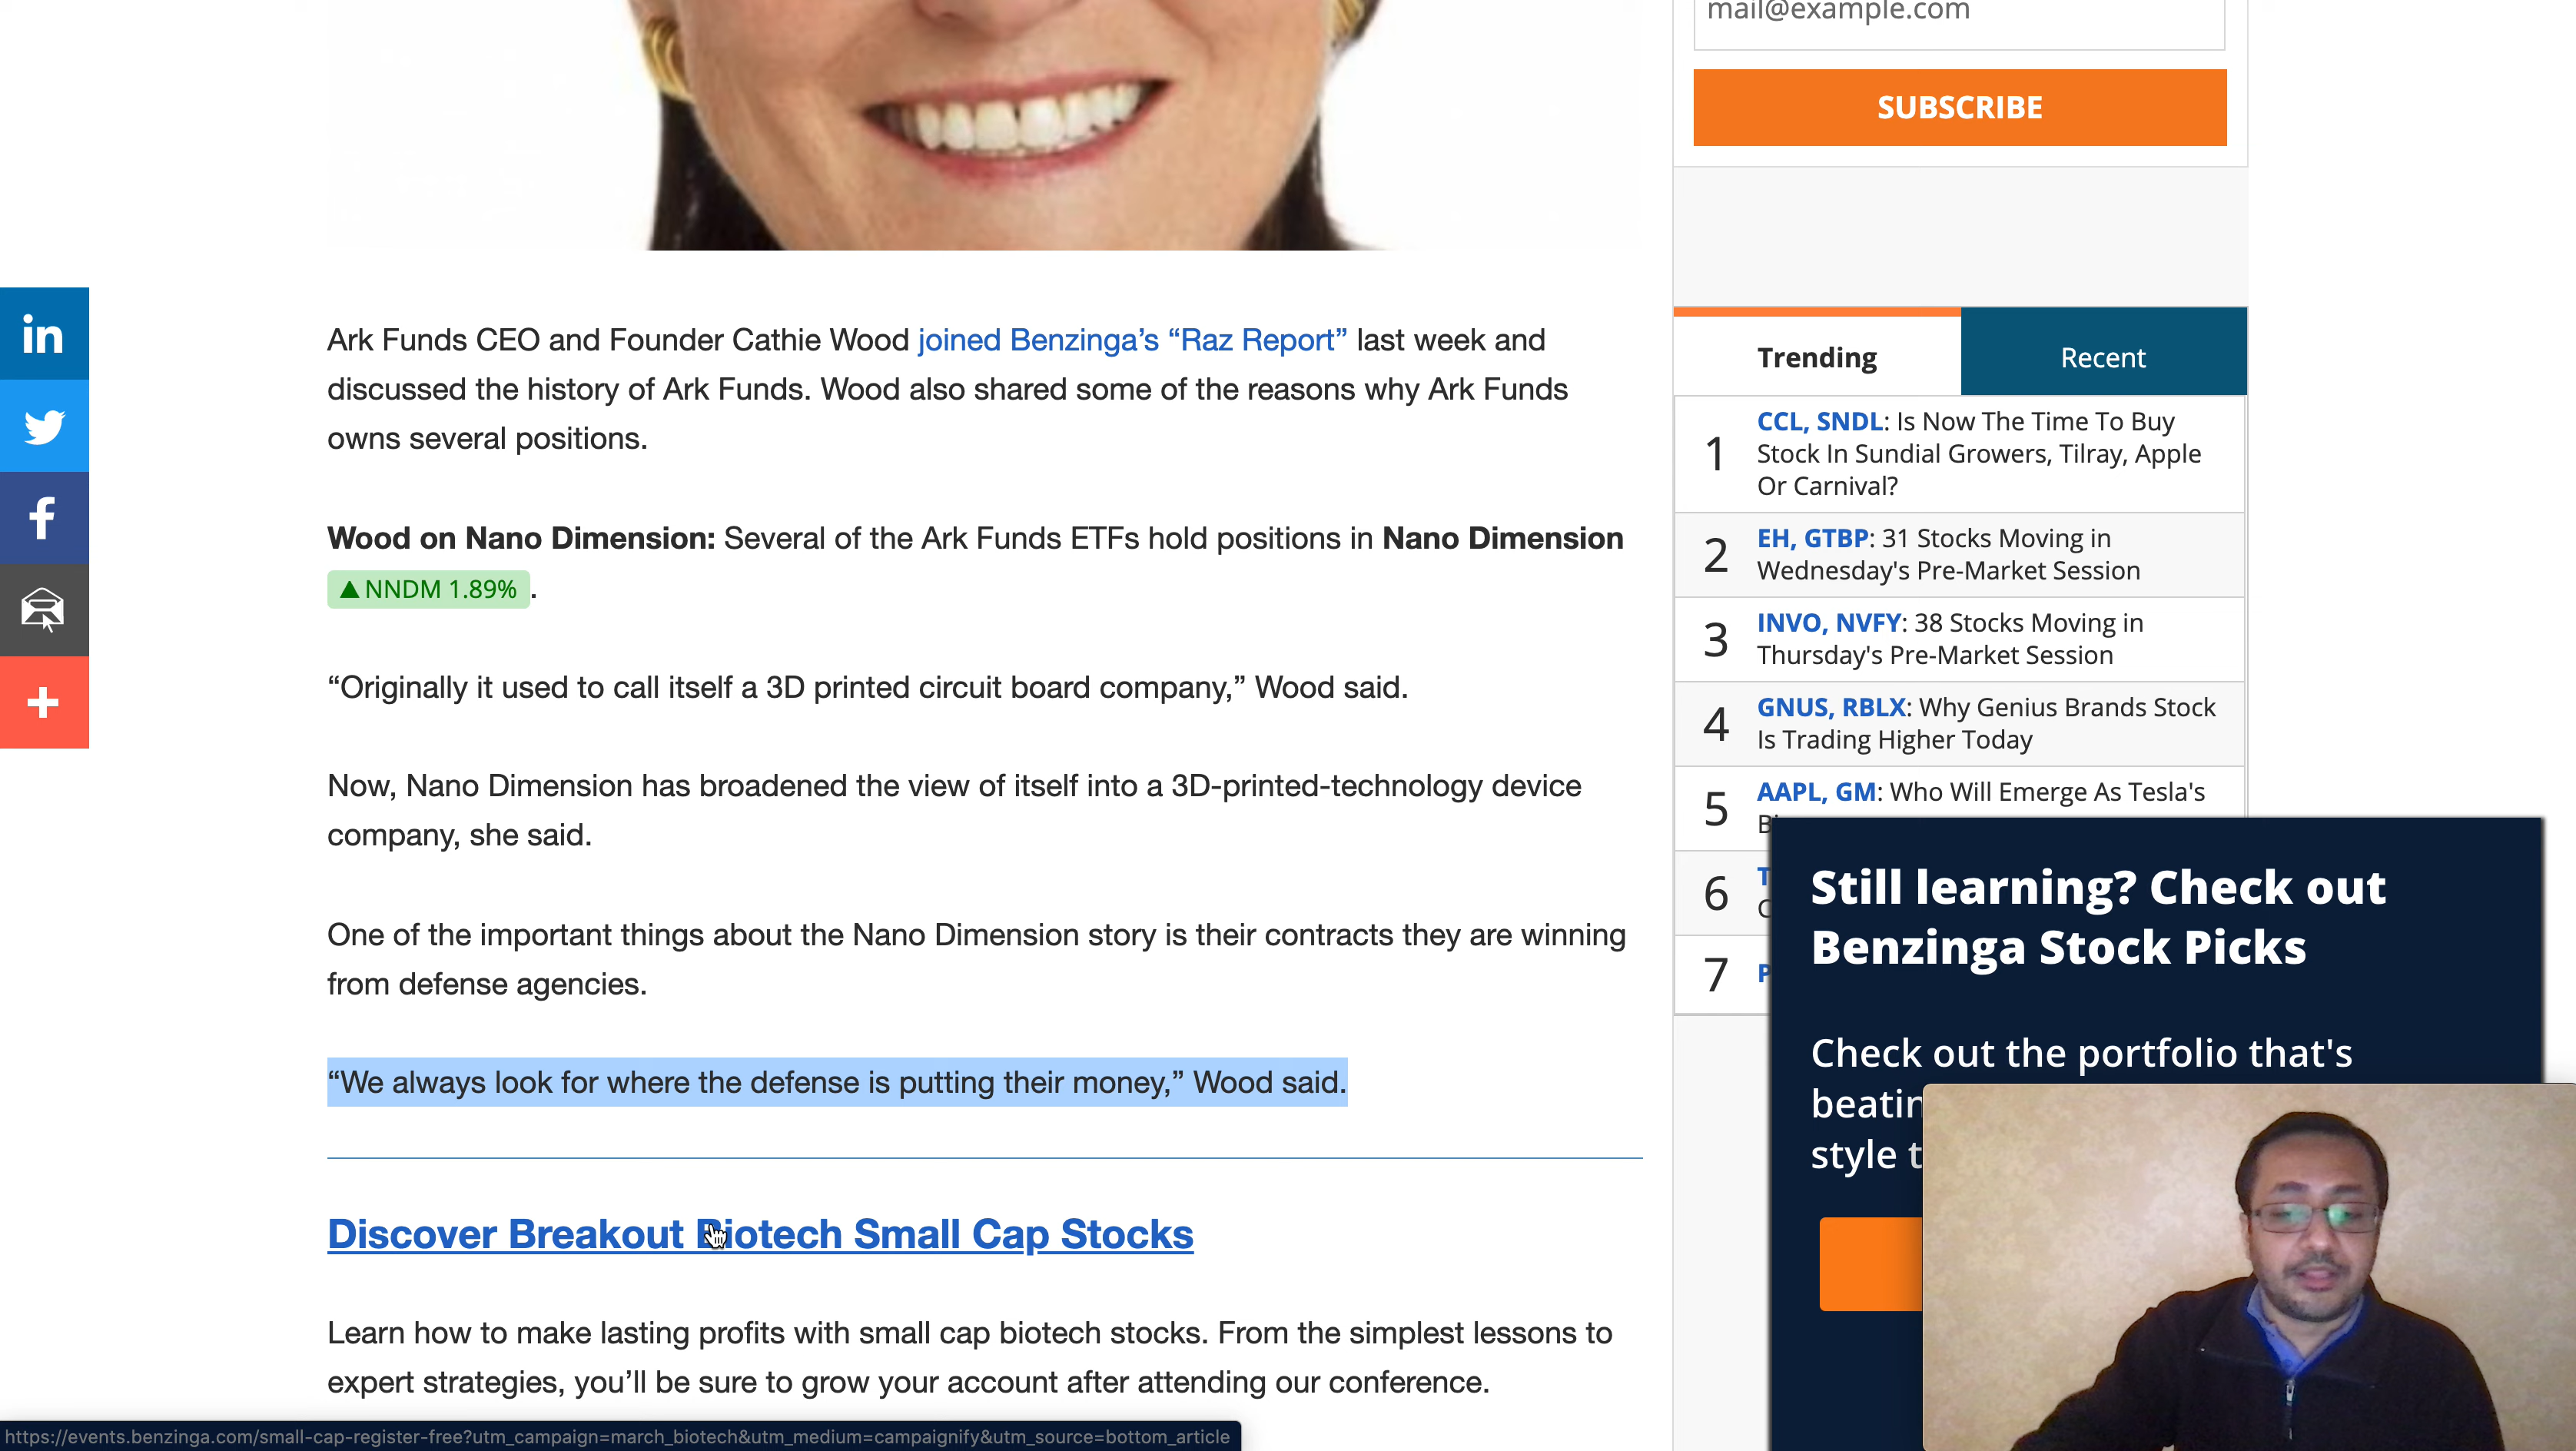 mail@example.com
SUBSCRIBE
in
Ark Funds CEO and Founder Cathie Wood joined Benzinga’s “Raz Report” last week and
discussed the history of Ark Funds. Wood also shared some of the reasons why Ark Funds
owns several positions.
Wood on Nano Dimension: Several of the Ark Funds ETFs hold positions in Nano Dimension
▲ NNDM 1.89% .
“Originally it used to call itself a 3D printed circuit board company,” Wood said.
Now, Nano Dimension has broadened the view of itself into a 3D-printed-technology device
company, she said.
One of the important things about the Nano Dimension story is their contracts they are winning
from defense agencies.
“We always look for where the defense is putting their money,” Wood said.
Discover Breakout Biotech Small Cap Stocks
Learn how to make lasting profits with small cap biotech stocks. From the simplest lessons to
expert strategies, you’ll be sure to grow your account after attending our conference.
Trending
Recent
1 CCL, SNDL: Is Now The Time To Buy
Stock In Sundial Growers, Tilray, Apple
Or Carnival?
2 EH, GTBP: 31 Stocks Moving in
Wednesday's Pre-Market Session
3 INVO, NVFY: 38 Stocks Moving in
Thursday's Pre-Market Session
4 GNUS, RBLX: Why Genius Brands Stock
Is Trading Higher Today
5 AAPL, GM: Who Will Emerge As Tesla's
6
7
Still learning? Check out
Benzinga Stock Picks
Check out the portfolio that's
style
https://events.benzinga.com/small-cap-register-free?utm_campaign=march_biotech&utm_medium=campaignify&utm_source=bottom_article